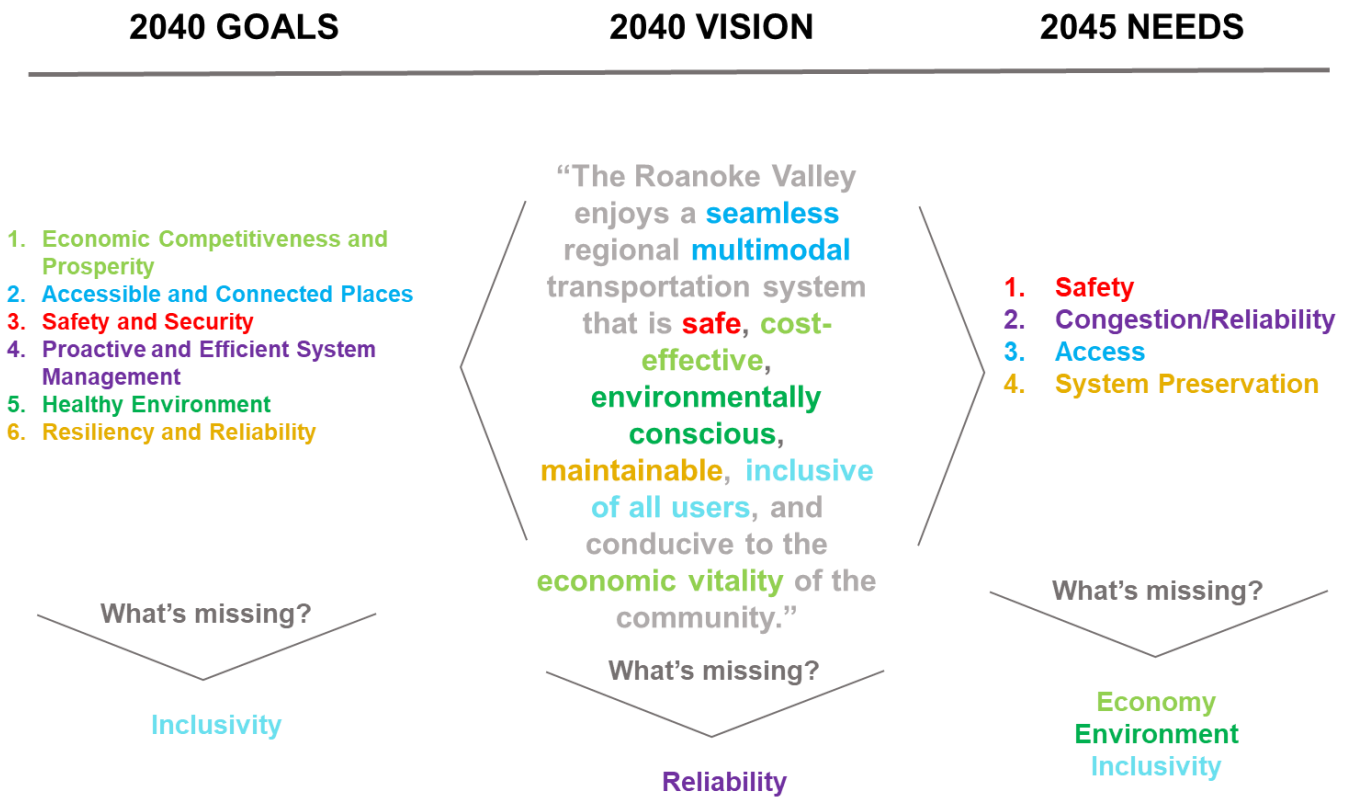 2040 GOALS
2040 VISION
2045 NEEDS
1. Economic Competitiveness and
Prosperity
2. Accessible and Connected Places
3. Safety and Security
4. Proactive and Efficient System
Management
5. Healthy Environment
6. Resiliency and Reliability
What’s missing?
Inclusivity
“The Roanoke Valley
enjoys a seamless
regional multimodal
transportation system
that is safe, cost-
effective,
environmentally
conscious,
maintainable, inclusive
of all users, and
conducive to the
economic vitality of the
community.”
What’s missing?
Reliability
1. Safety
2. Congestion/Reliability
3. Access
4. System Preservation
What’s missing?
Economy
Environment
Inclusivity